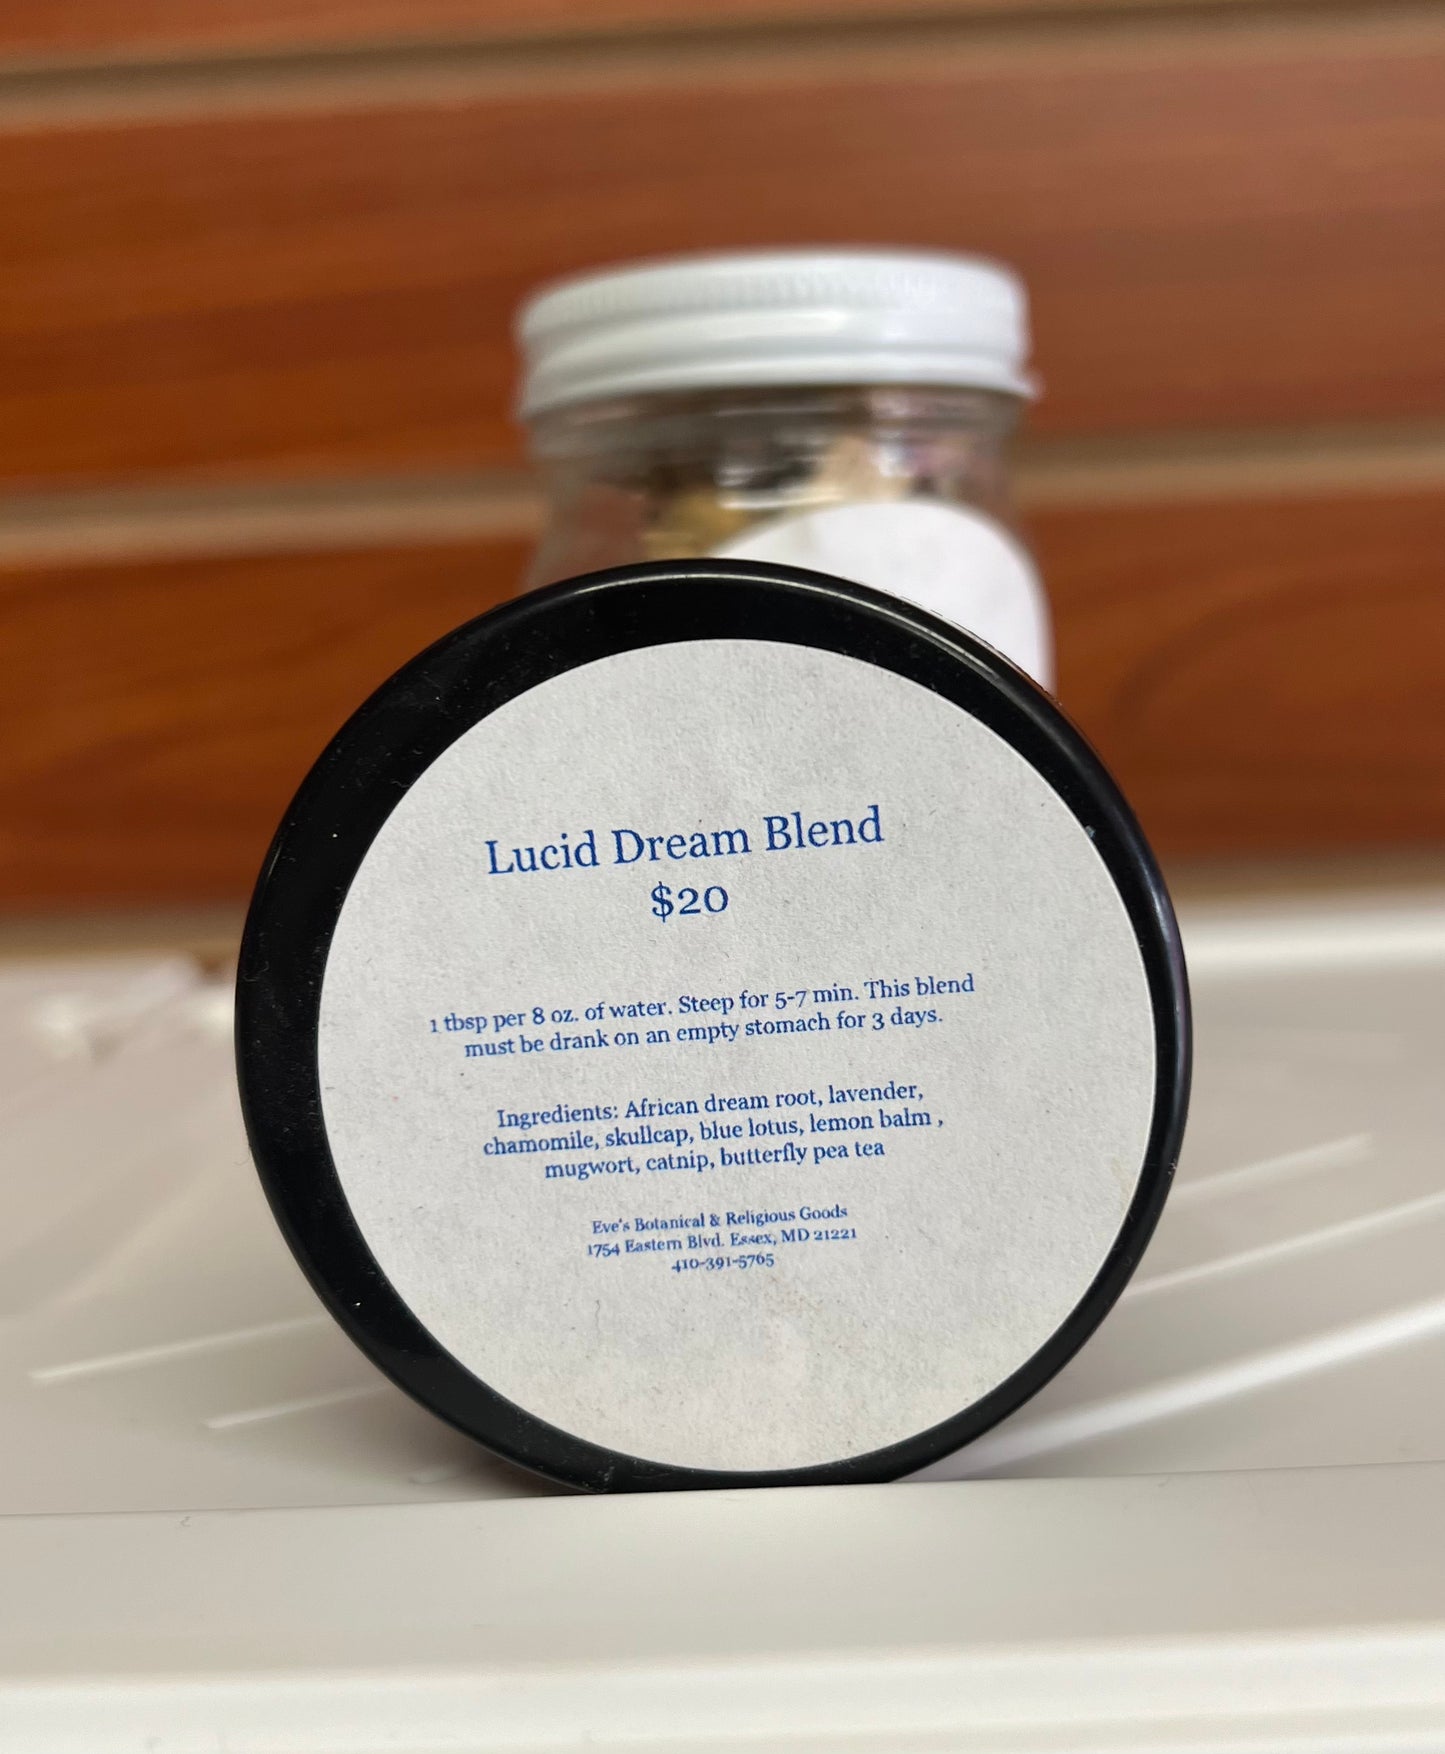 Lucid Dream Blend
$20
1 tbsp per 8 oz. of water. Steep for 5-7 min. This blend
must be drank on an empty stomach for 3 days.
Ingredients: African dream root, lavender,
chamomile, skullcap, blue lotus, lemon balm ,
mugwort, catnip, butterfly pea tea
Eve's Botanical & Religious Goods
1754 Eastern Blvd. Essex, MD 21221
410-391-5765